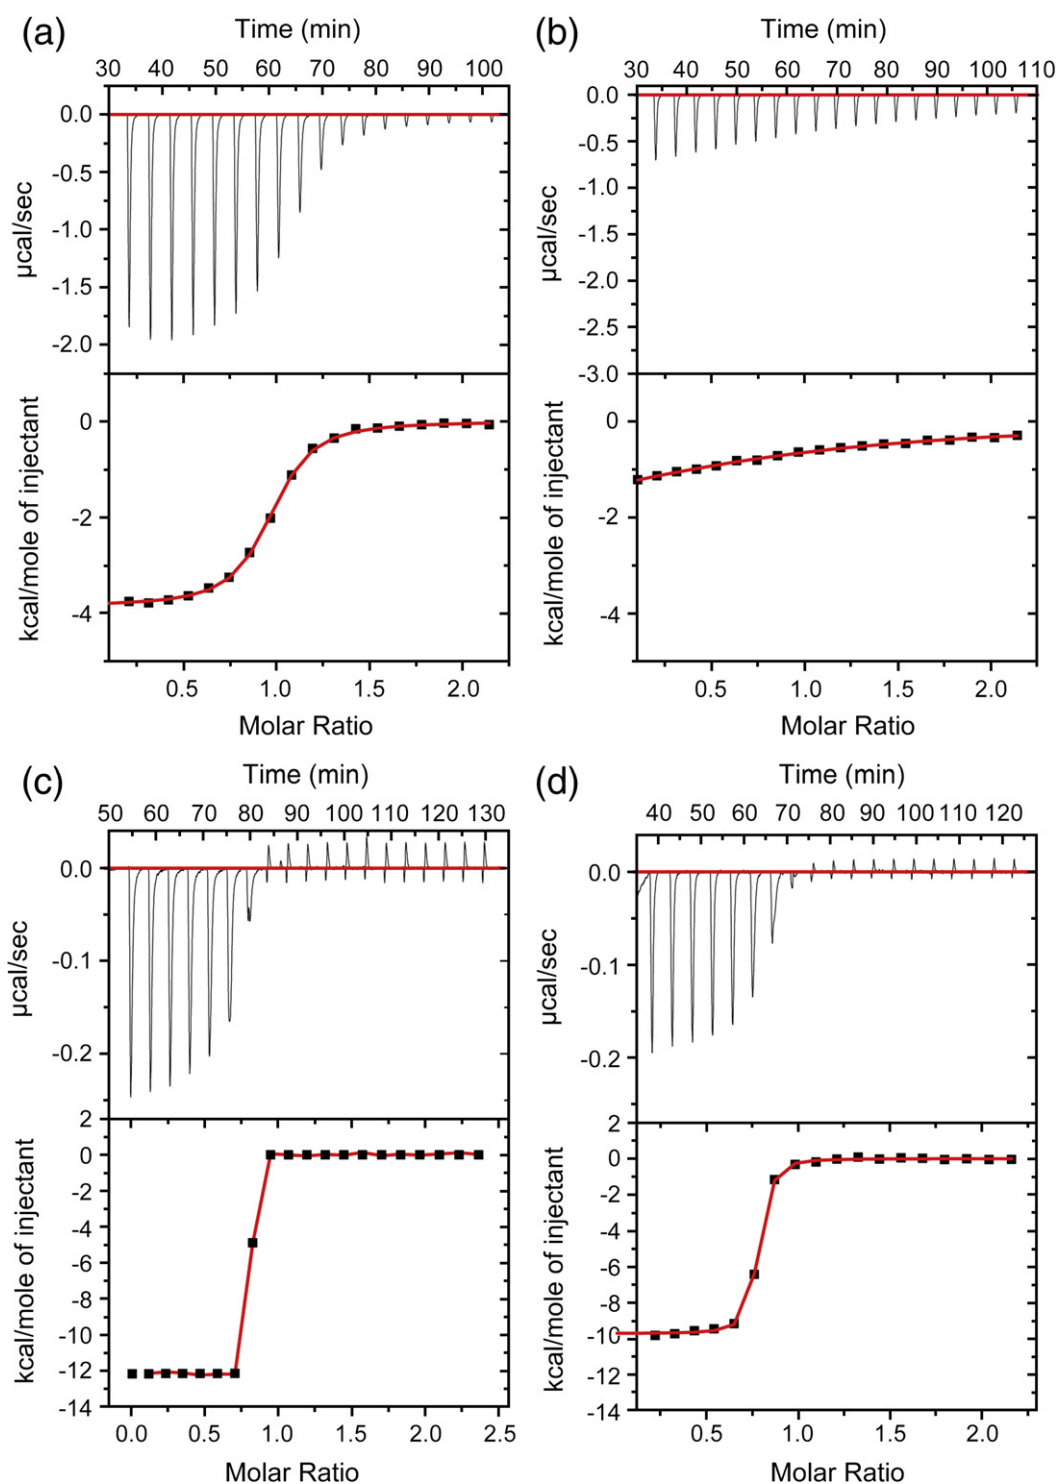 (a)
Time (min)
30 40 50 60 70 80 90 100
0.0
-0.5
-1.0
-1.5
-2.0
µcal/sec
0
-2
-4
kcal/mole of injectant
0.5 1.0 1.5 2.0
Molar Ratio
(b)
Time (min)
30 40 50 60 70 80 90 100 110
0.0
-0.5
-1.0
-1.5
-2.0
-2.5
-3.0
µcal/sec
0
-2
-4
kcal/mole of injectant
0.5 1.0 1.5 2.0
Molar Ratio
(c)
Time (min)
50 60 70 80 90 100 110 120 130
0.0
-0.1
-0.2
µcal/sec
2
0
-2
-4
-6
-8
-10
-12
-14
kcal/mole of injectant
0.0 0.5 1.0 1.5 2.0 2.5
Molar Ratio
(d)
Time (min)
40 50 60 70 80 90 100 110 120
0.0
-0.1
-0.2
µcal/sec
2
0
-2
-4
-6
-8
-10
-12
-14
kcal/mole of injectant
0.5 1.0 1.5 2.0
Molar Ratio